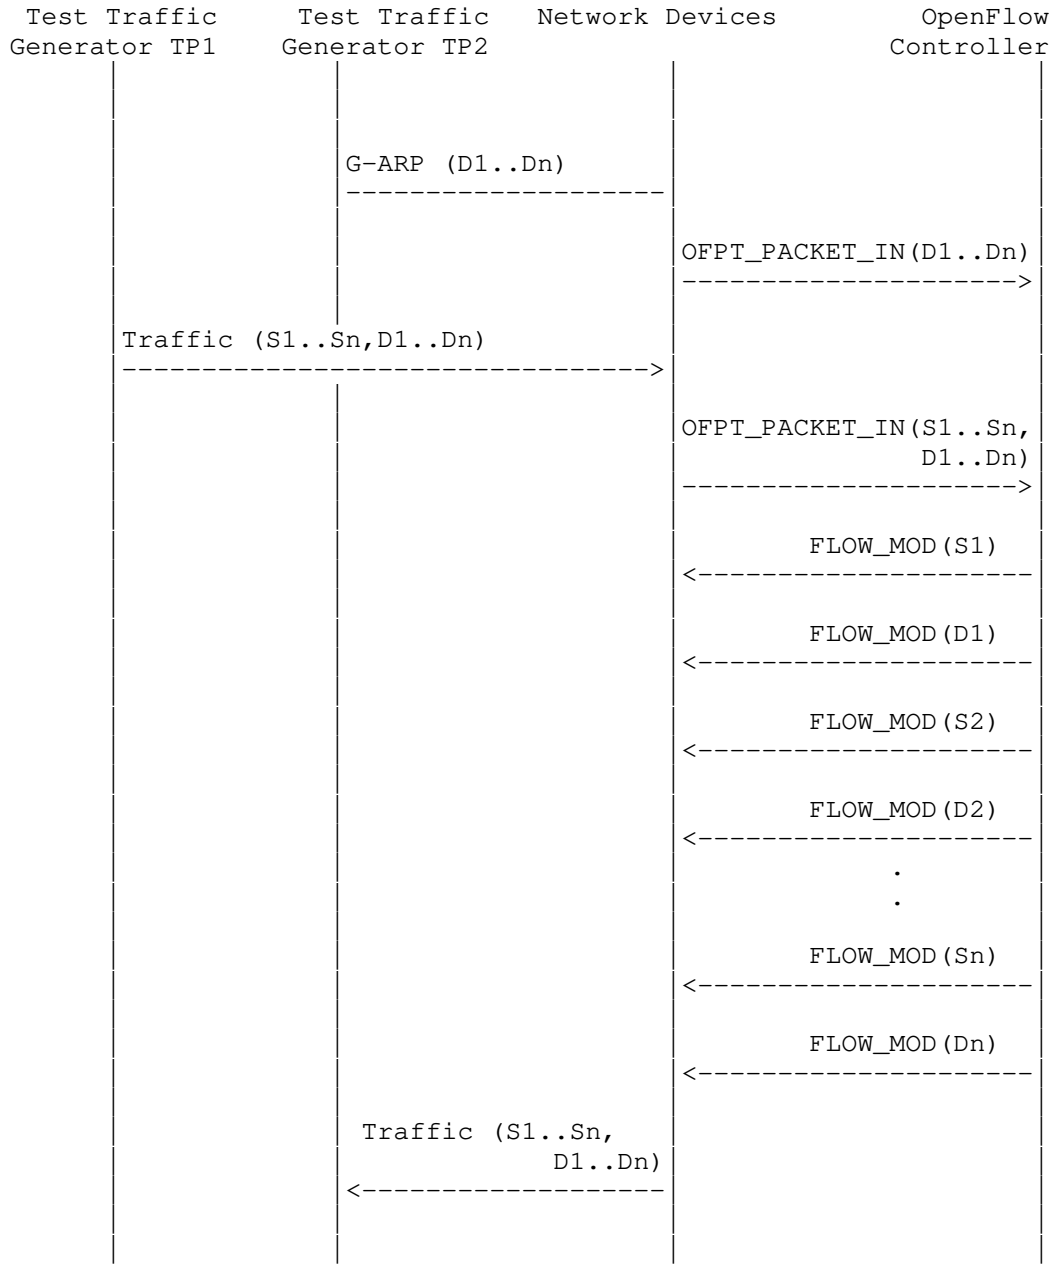 Test Traffic Test Traffic Network Devices OpenFlow
Generator TP1 Generator TP2 Controller
G-ARP (D1..Dn)
OFPT_PACKET_IN(D1..Dn)
Traffic (S1..Sn,D1..Dn)
OFPT_PACKET_IN(S1..Sn,
D1..Dn)
FLOW_MOD(S1)
FLOW_MOD(D1)
FLOW_MOD(S2)
FLOW_MOD(D2)
.
.
FLOW_MOD(Sn)
FLOW_MOD(Dn)
Traffic (S1..Sn,
D1..Dn)